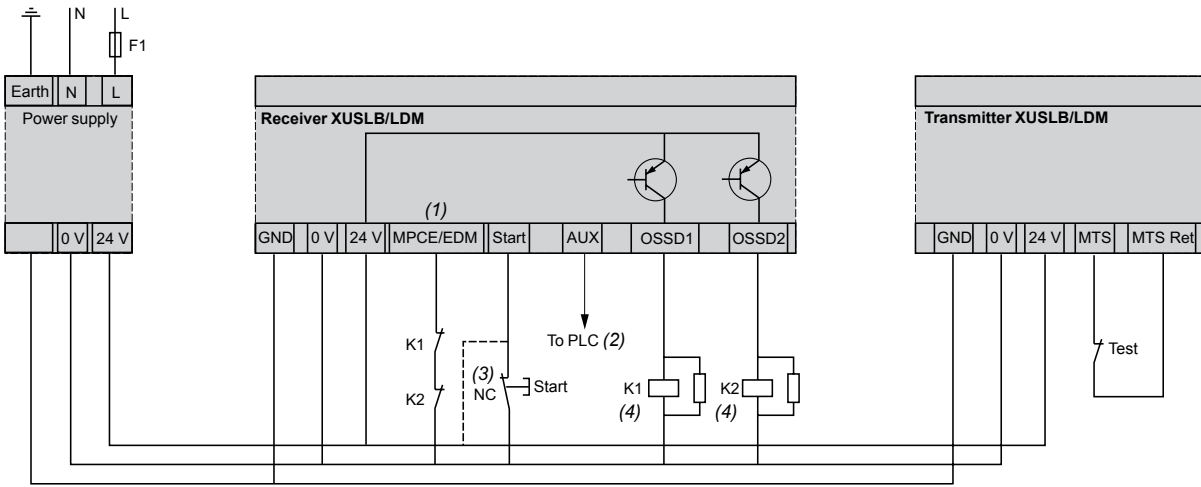 N L
F1
Earth N L
Power supply
0 V 24 V
Receiver XUSLB/LDM
(1)
GND 0 V 24 V MPCE/EDM Start AUX OSSD1 OSSD2
Transmitter XUSLB/LDM
GND 0 V 24 V MTS MTS Ret
K1
K2
(3)
NC
Start
To PLC (2)
K1
(4)
K2
(4)
Test